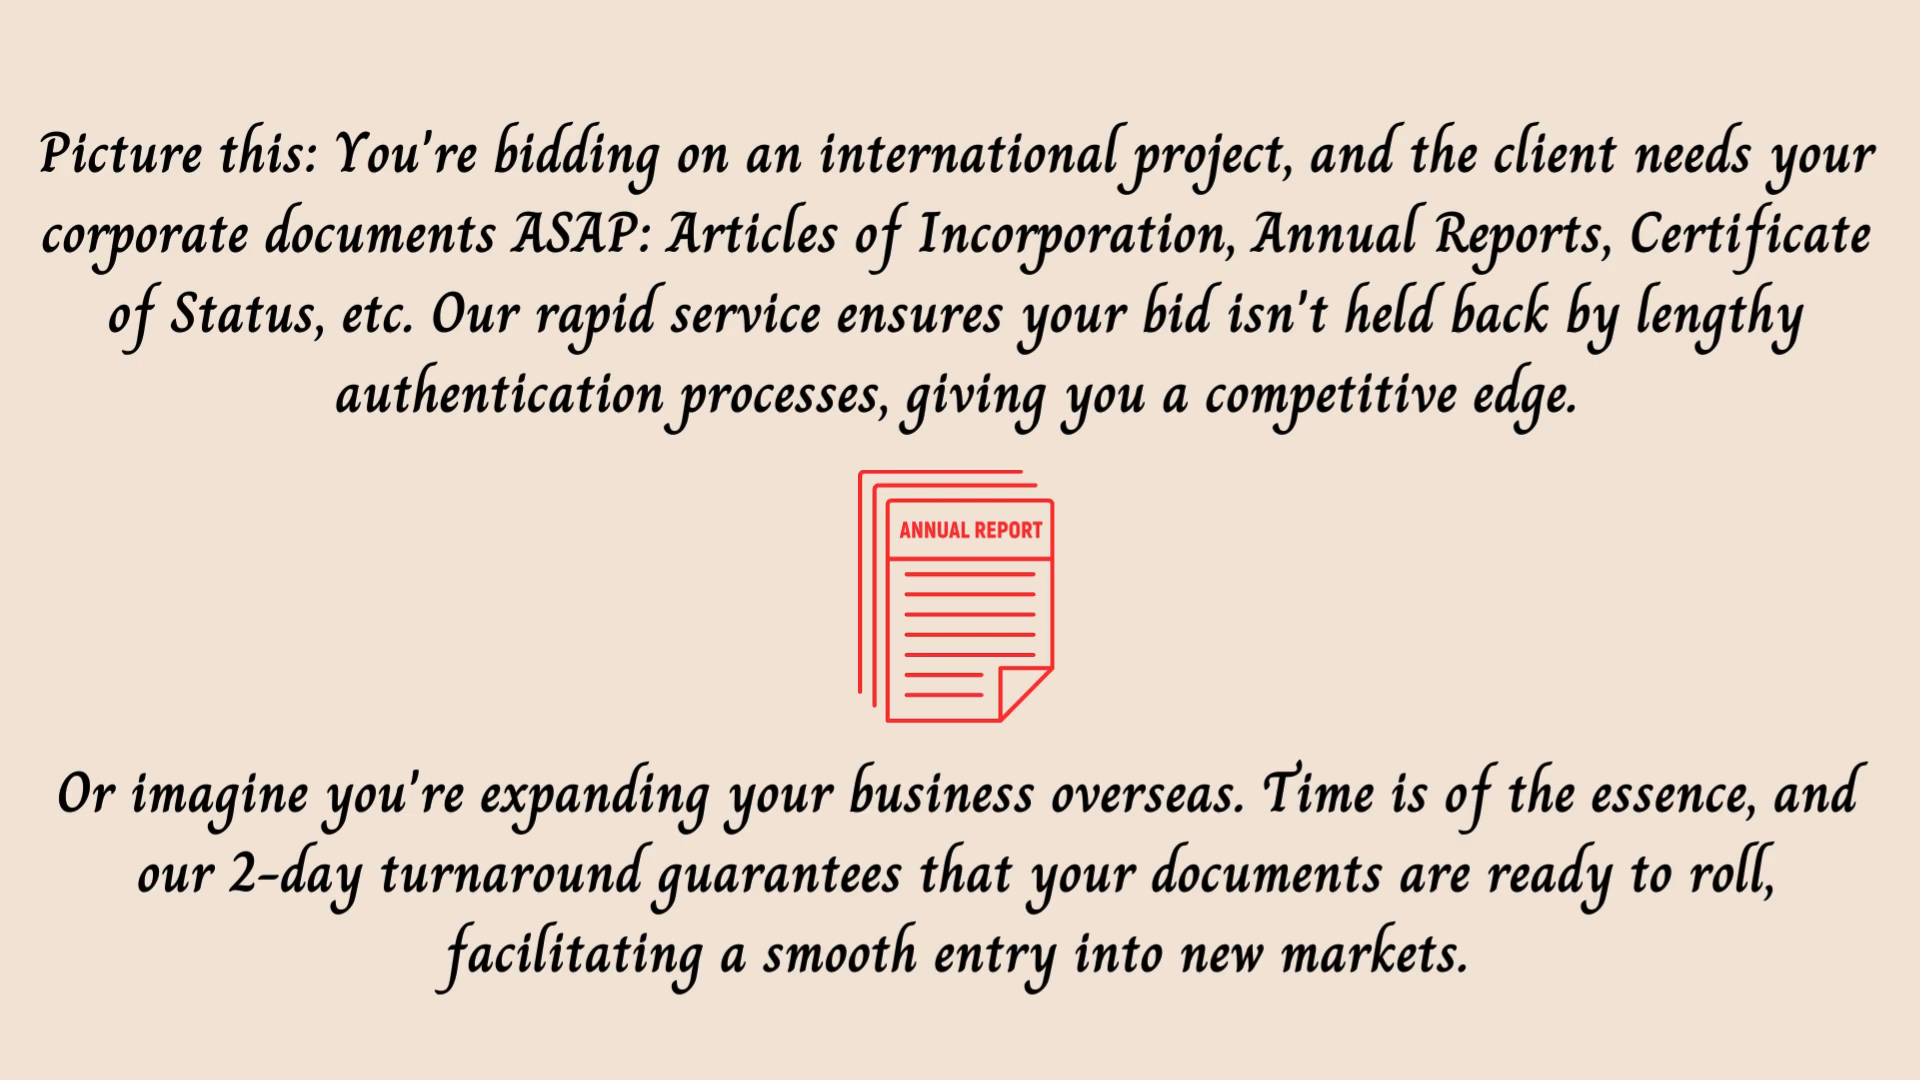 Picture this: You're bidding on an international project, and the client needs your
corporate documents ASAP: Articles of Incorporation, Annual Reports, Certificate
of Status, etc. Our rapid service ensures your bid isn't held back by lengthy
authentication processes, giving you a competitive edge.
ANNUAL REPORT
Or imagine you're expanding your business overseas. Time is of the essence, and
our 2-day turnaround guarantees that your documents are ready to roll,
facilitating a smooth entry into new markets.